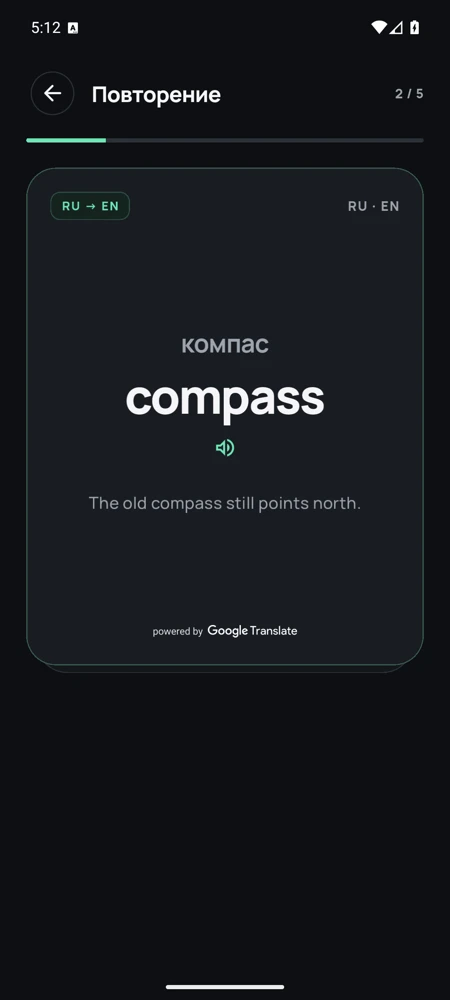 5:12 A
Повторение
2 / 5
RU → EN
RU · EN
компас
compass
The old compass still points north.
powered by Google Translate